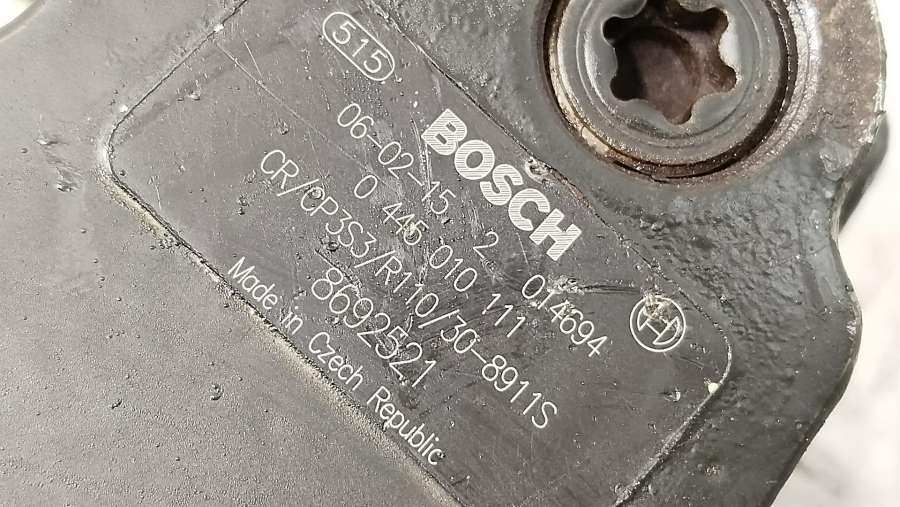 515
BOSCH
06-02-15 2 014694
0 445 010 111
CR/CP3S3/R110/30-8911S
8692521
Made in Czech Republic